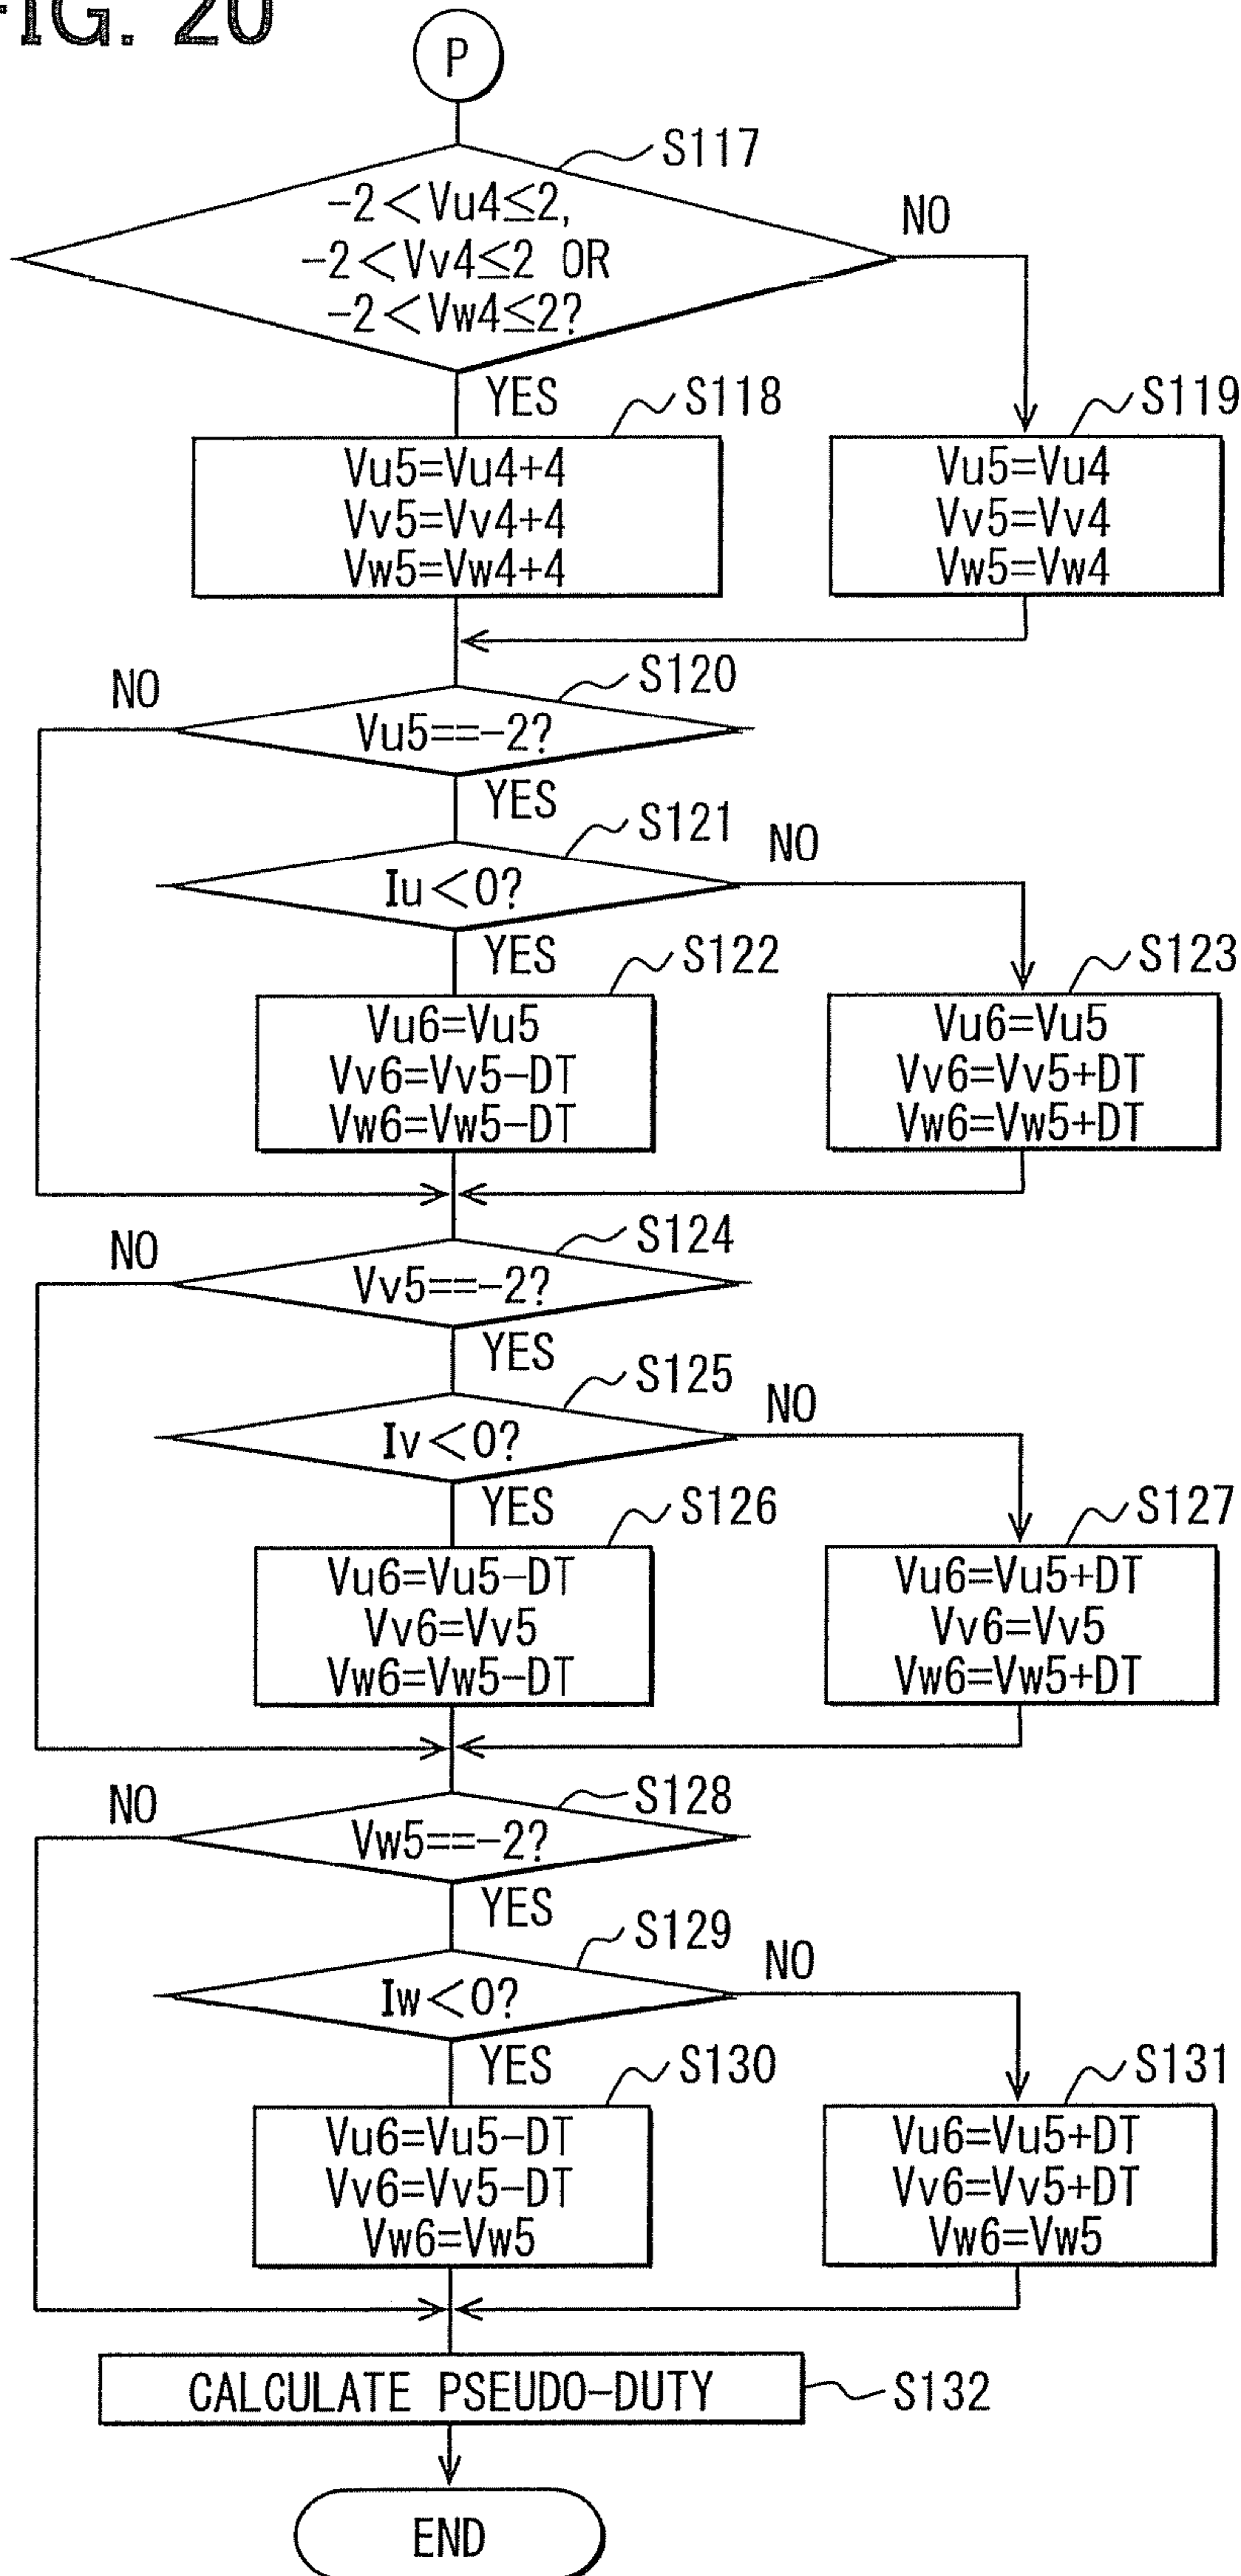 FIG. 20
P
S117
-2<Vu4≤2,
-2<Vv4≤2 OR
-2<Vw4≤2?
NO
YES
S118
S119
Vu5=Vu4+4
Vv5=Vv4+4
Vw5=Vw4+4
Vu5=Vu4
Vv5=Vv4
Vw5=Vw4
NO
S120
Vu5==-2?
YES
S121
NO
Iu<0?
YES
S122
S123
Vu6=Vu5
Vv6=Vv5-DT
Vw6=Vw5-DT
Vu6=Vu5
Vv6=Vv5+DT
Vw6=Vw5+DT
NO
S124
Vv5==-2?
YES
S125
NO
Iv<0?
YES
S126
S127
Vu6=Vu5-DT
Vv6=Vv5
Vw6=Vw5-DT
Vu6=Vu5+DT
Vv6=Vv5
Vw6=Vw5+DT
NO
S128
Vw5==-2?
YES
S129
NO
Iw<0?
YES
S130
S131
Vu6=Vu5-DT
Vv6=Vv5-DT
Vw6=Vw5
Vu6=Vu5+DT
Vv6=Vv5+DT
Vw6=Vw5
CALCULATE PSEUDO-DUTY
S132
END